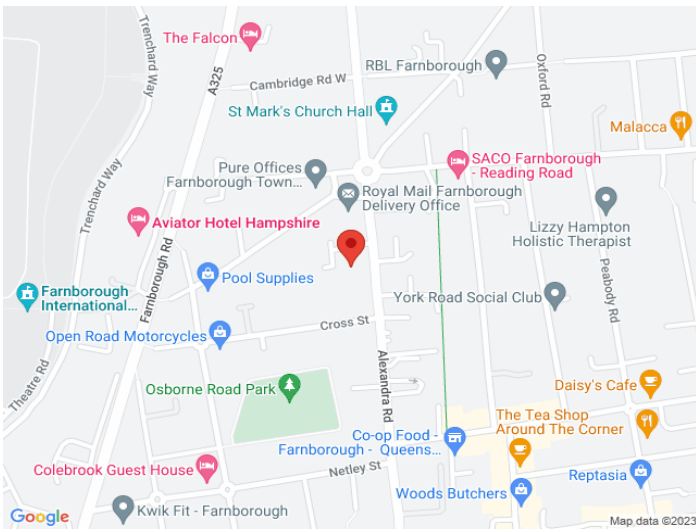 The Falcon
Trenchard Way
A325
RBL Farnborough
Oxford Rd
Cambridge Rd W
St Mark's Church Hall
Malacca
Pure Offices
Farnborough Town...
SACO Farnborough
- Reading Road
Trenchard Way
Royal Mail Farnborough
Delivery Office
Aviator Hotel Hampshire
Lizzy Hampton
Holistic Therapist
Farnborough Rd
Peabody Rd
Pool Supplies
Farnborough
International...
York Road Social Club
Cross St
Open Road Motorcycles
Alexandra Rd
Theatre Rd
Osborne Road Park
Daisy's Cafe
The Tea Shop
Around The Corner
Co-op Food -
Farnborough - Queens...
Colebrook Guest House
Netley St
Reptasia
Woods Butchers
Kwik Fit - Farnborough
Google
Map data ©2023